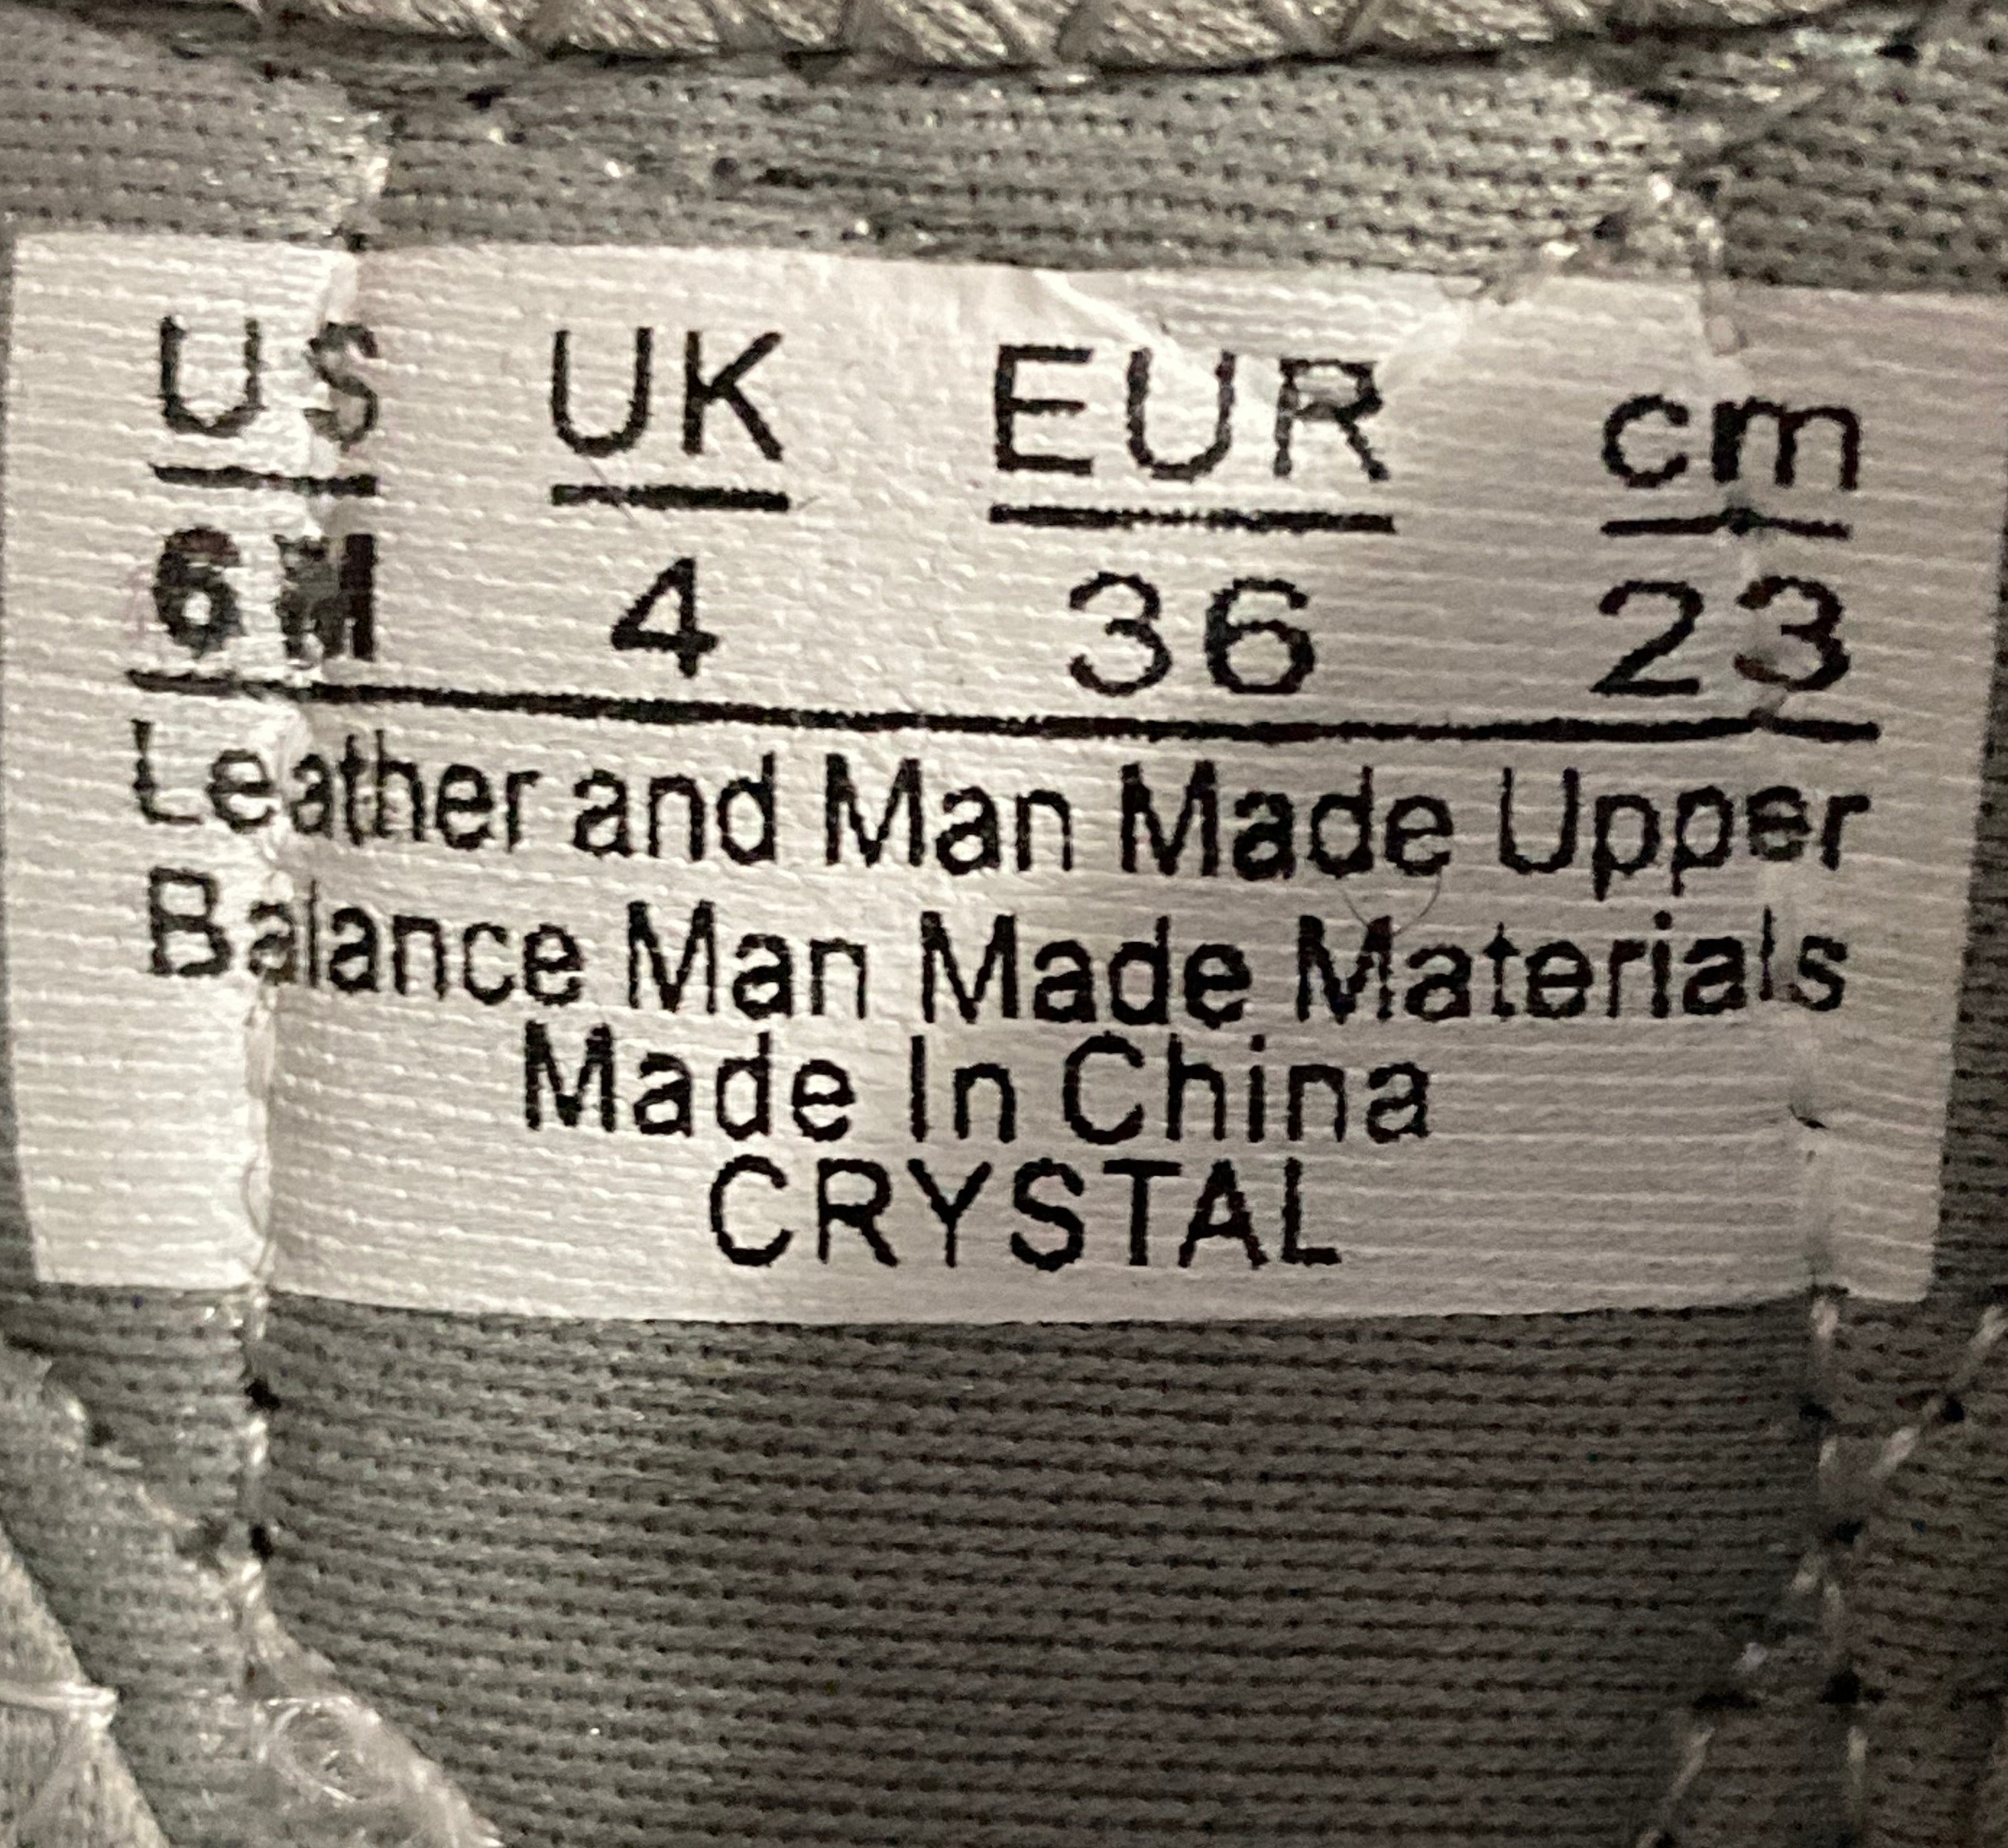 US UK EUR cm
6M 4 36 23
Leather and Man Made Upper
Balance Man Made Materials
Made In China
CRYSTAL